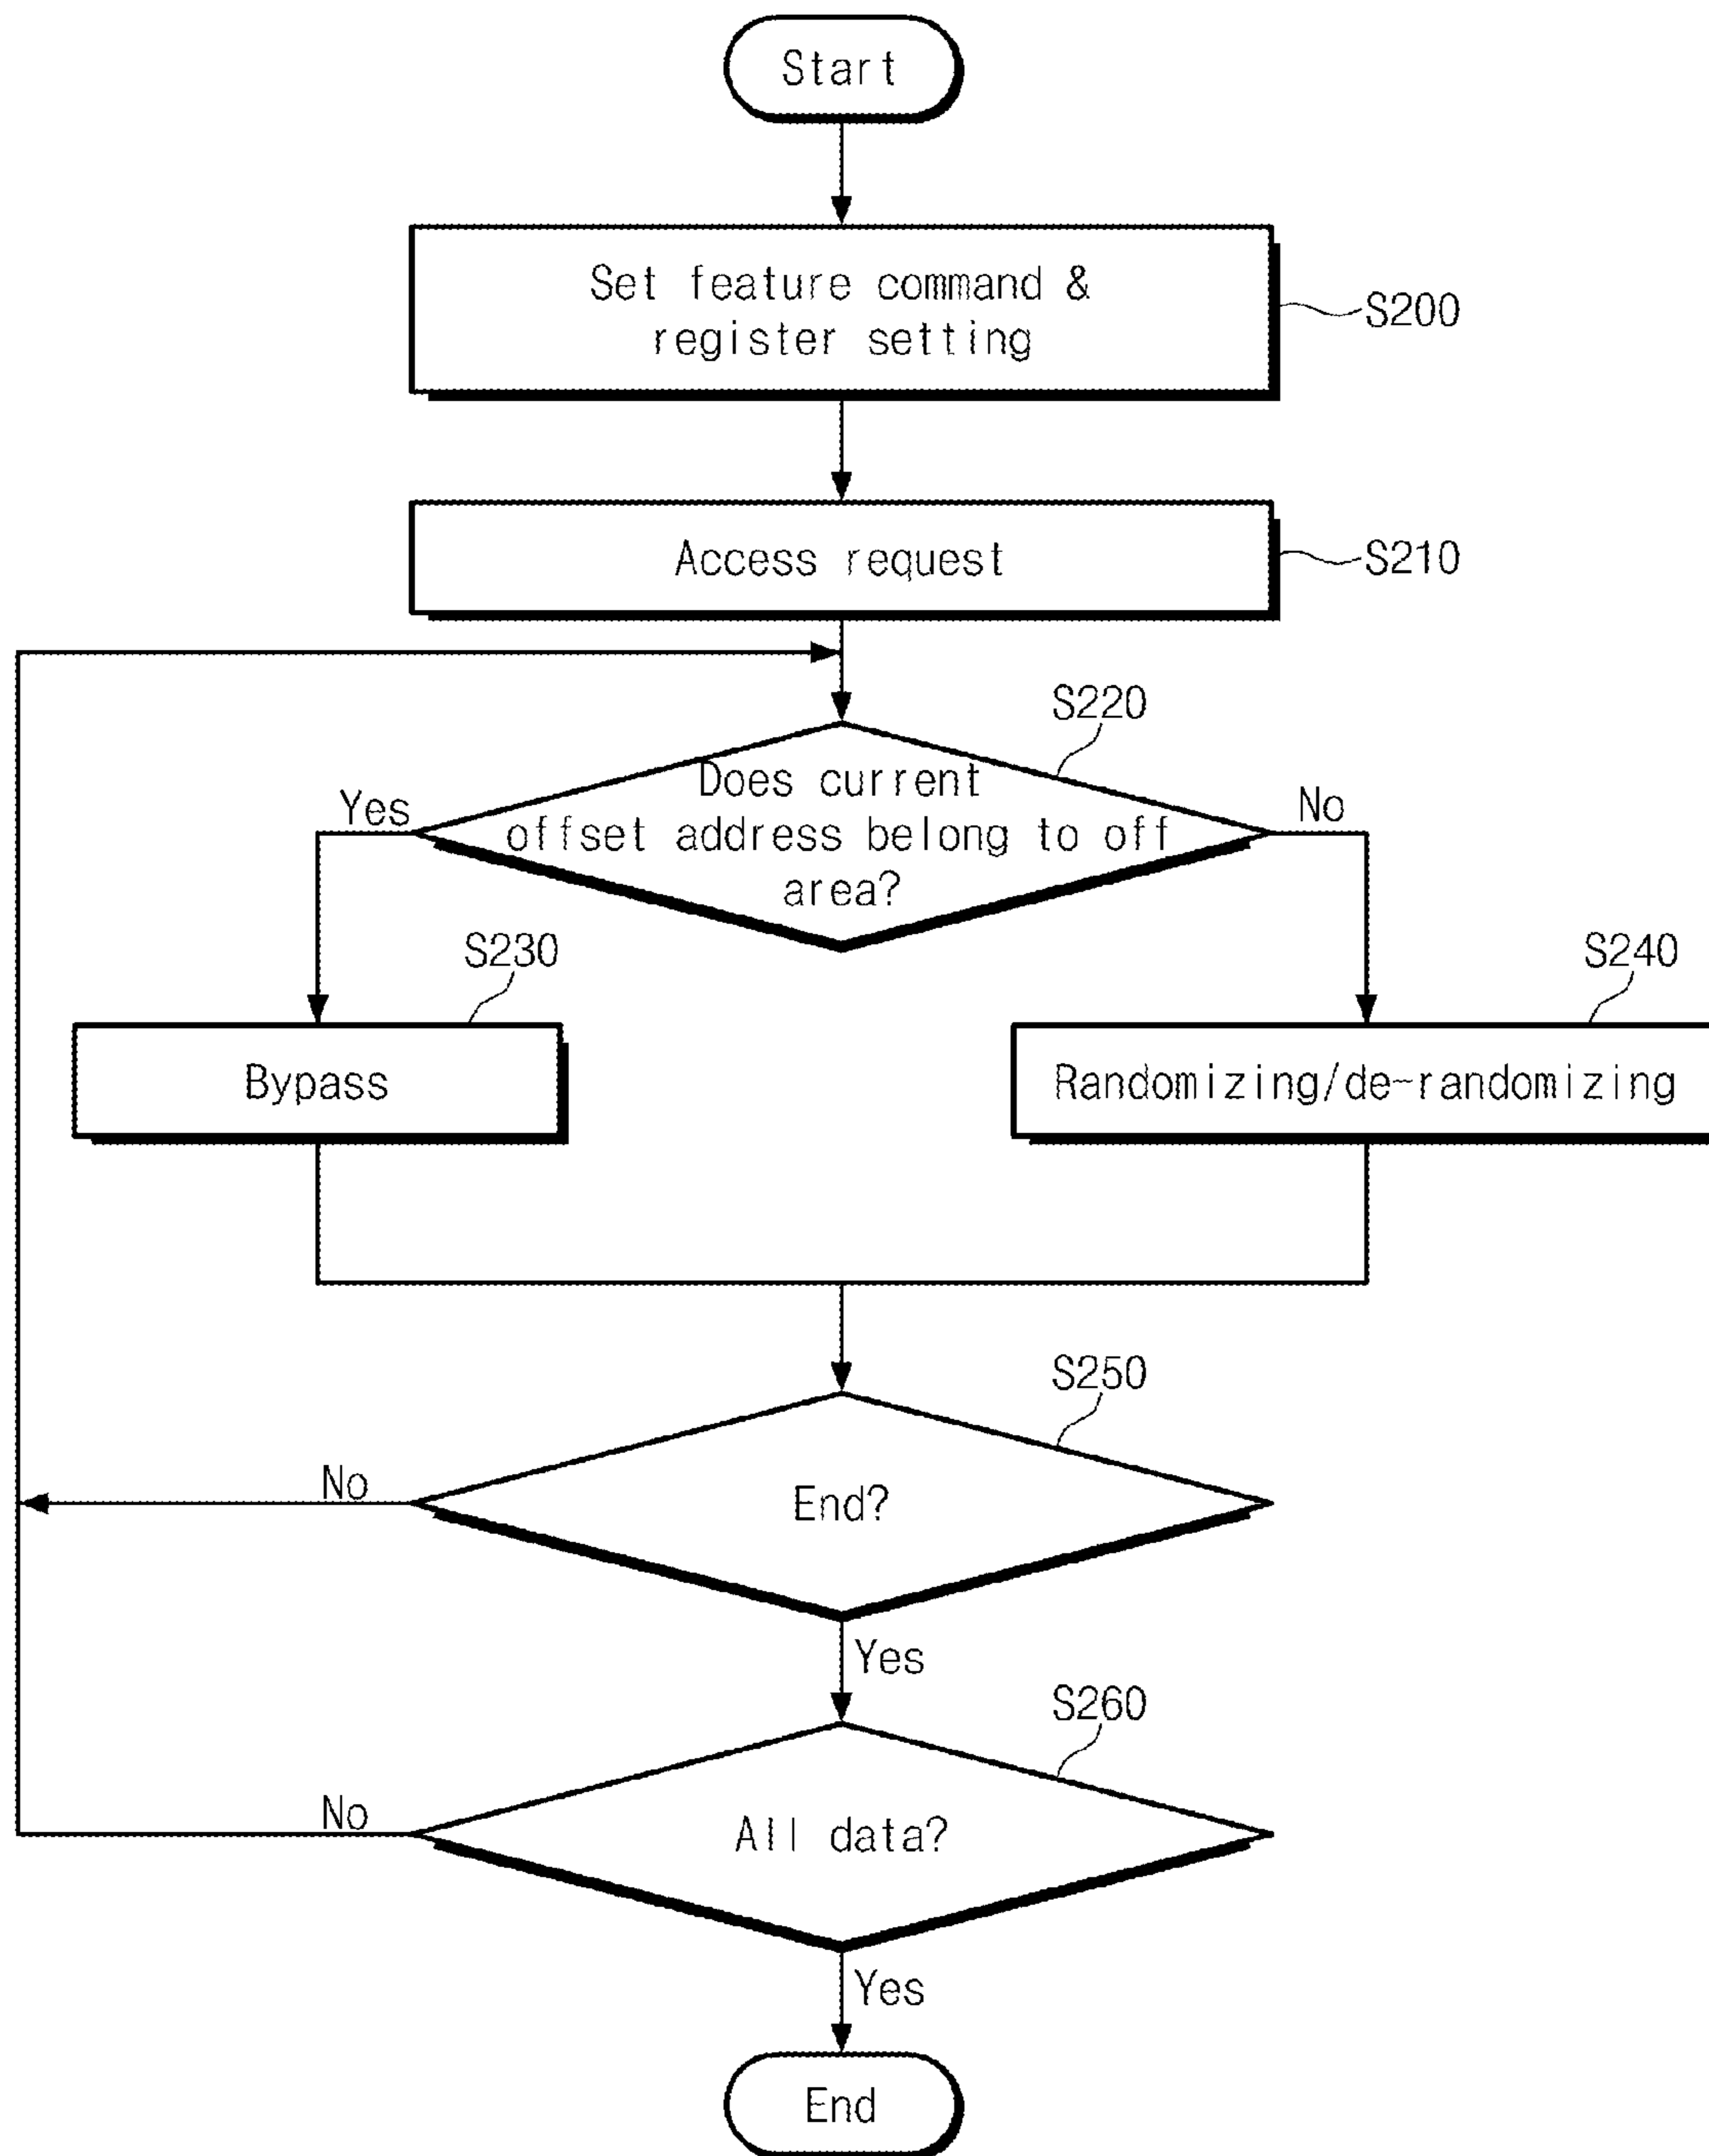 Start
Set feature command &
register setting
S200
Access request
S210
S220
Does current
offset address belong to off
area?
Yes
No
S230
Bypass
S240
Randomizing/de-randomizing
S250
End?
No
Yes
S260
All data?
No
Yes
End